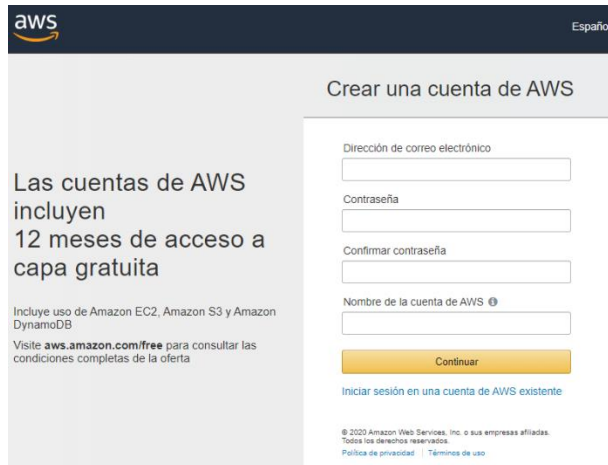 aws
Españo
Crear una cuenta de AWS
Las cuentas de AWS
incluyen
12 meses de acceso a
capa gratuita
Incluye uso de Amazon EC2, Amazon S3 y Amazon
DynamoDB
Visite aws.amazon.com/free para consultar las
condiciones completas de la oferta
Dirección de correo electrónico
Contraseña
Confirmar contraseña
Nombre de la cuenta de AWS
Continuar
Iniciar sesión en una cuenta de AWS existente
© 2020 Amazon Web Services, Inc. o sus empresas afiliadas.
Todos los derechos reservados.
Política de privacidad | Términos de uso